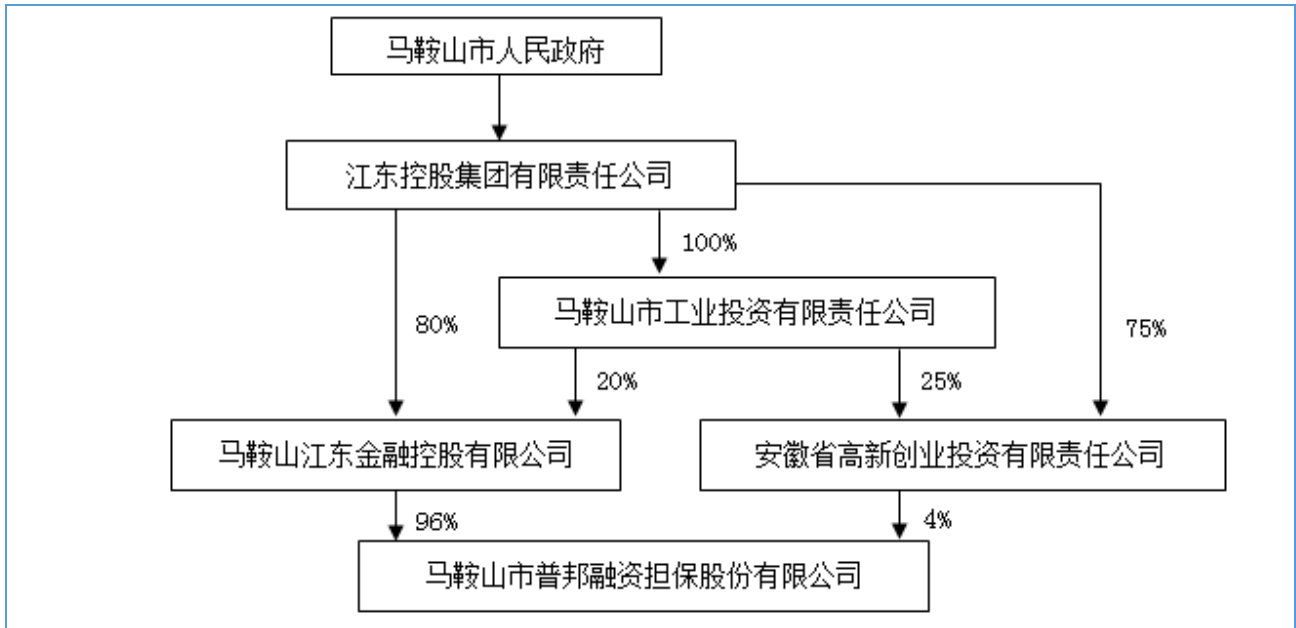 马鞍山市人民政府
江东控股集团有限责任公司
100%
马鞍山市工业投资有限责任公司
80%
75%
20%
25%
马鞍山江东金融控股有限公司
安徽省高新创业投资有限责任公司
96%
4%
马鞍山市普邦融资担保股份有限公司